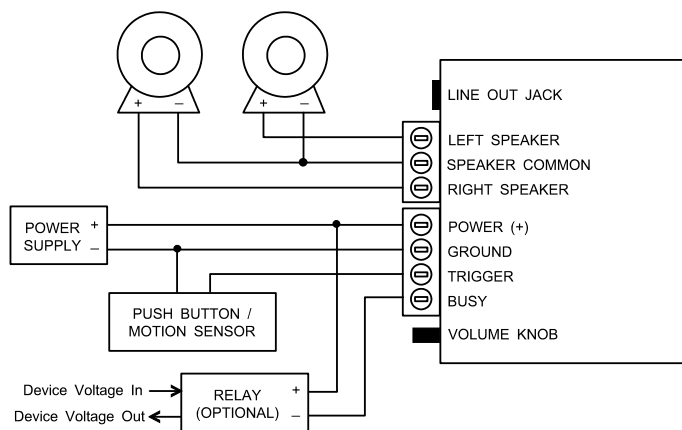 + –
+ –
LINE OUT JACK
LEFT SPEAKER
SPEAKER COMMON
RIGHT SPEAKER
POWER
SUPPLY
+
–
POWER (+)
GROUND
TRIGGER
BUSY
PUSH BUTTON /
MOTION SENSOR
VOLUME KNOB
Device Voltage In
Device Voltage Out
RELAY
(OPTIONAL)
+
–